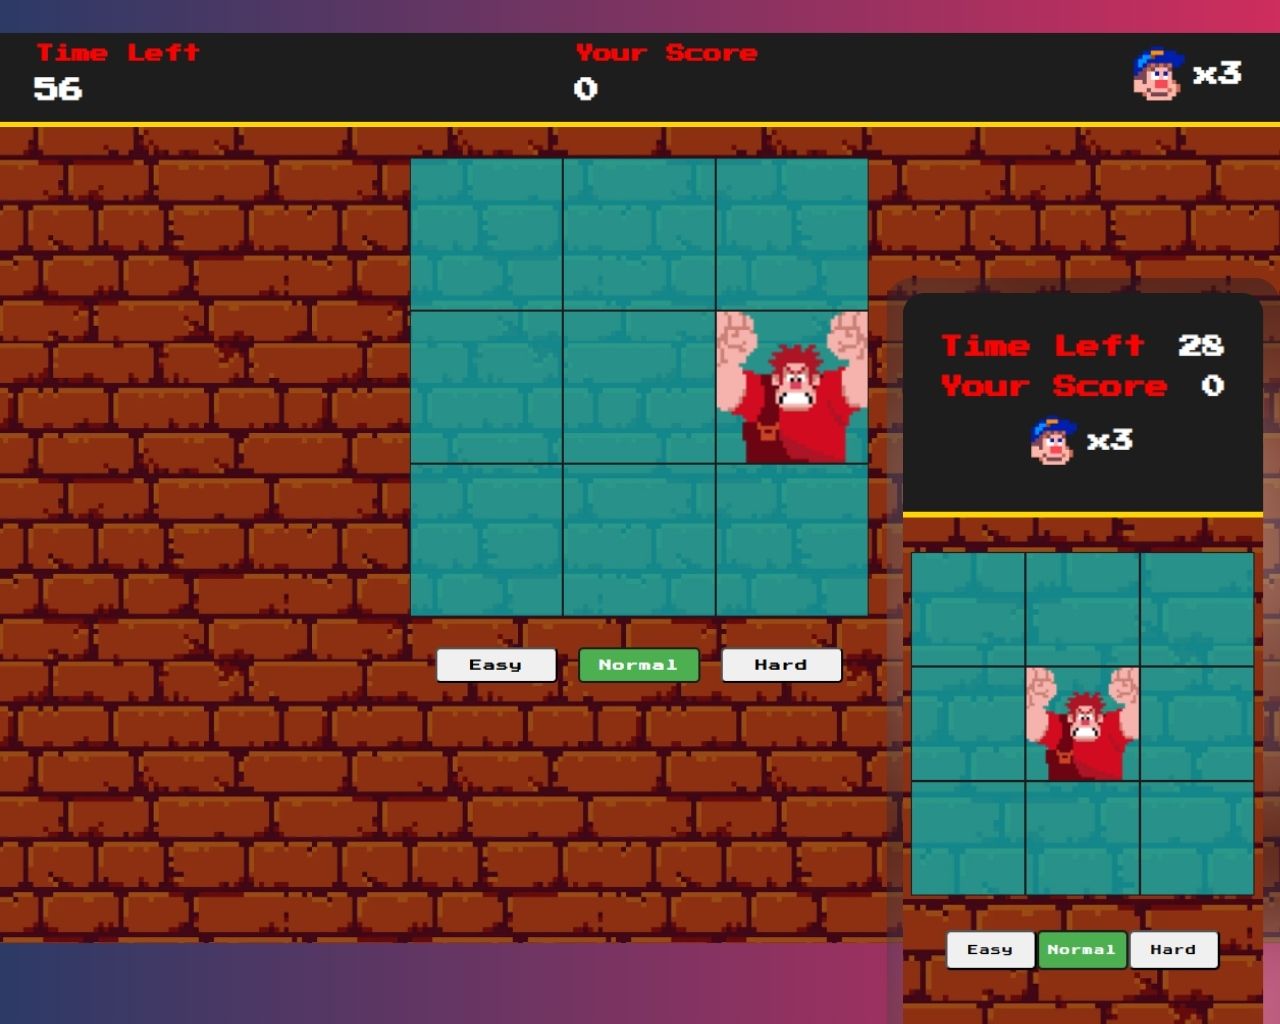 Time Left
56
Your Score
0
x3
Easy
Normal
Hard
Time Left 28
Your Score 0
x3
Easy
Normal
Hard